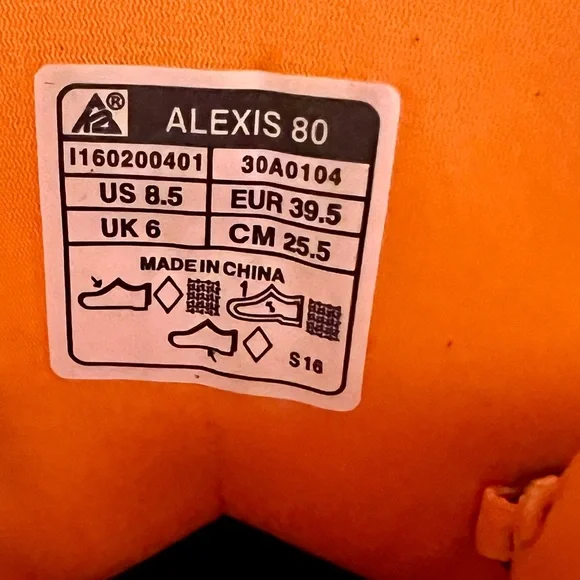 ®
ALEXIS 80
I160200401 30A0104
US 8.5 EUR 39.5
UK 6 CM 25.5
MADE IN CHINA
S16